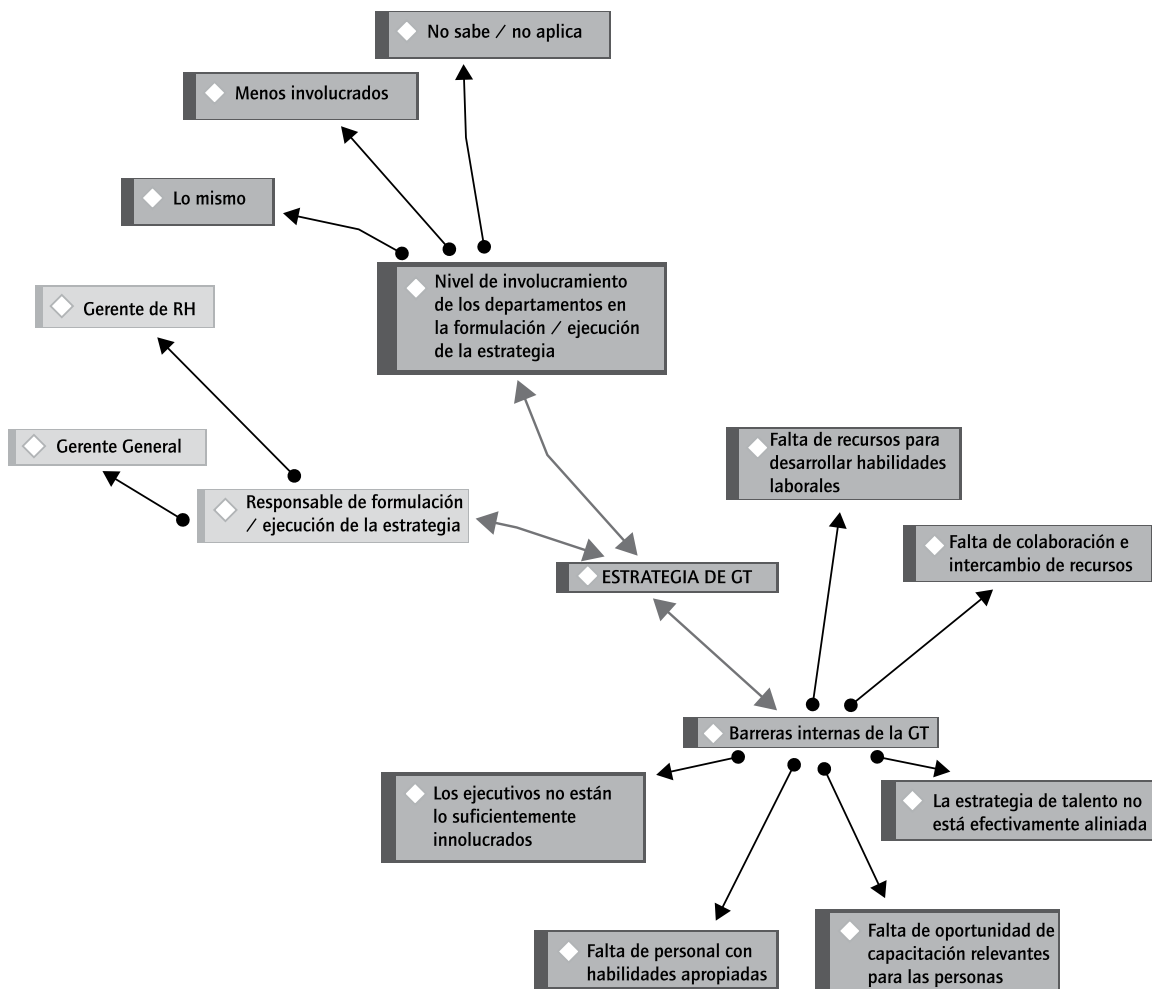 No sabe / no aplica
Menos involucrados
Lo mismo
Nivel de involucramiento
de los departamentos en
la formulación / ejecución
de la estrategia
Gerente de RH
Gerente General
Responsable de formulación
/ ejecución de la estrategia
ESTRATEGIA DE GT
Falta de recursos para
desarrollar habilidades
laborales
Falta de colaboración e
intercambio de recursos
Barreras internas de la GT
Los ejecutivos no están
lo suficientemente
innolucrados
La estrategia de talento no
está efectivamente aliniada
Falta de personal con
habilidades apropiadas
Falta de oportunidad de
capacitación relevantes
para las personas